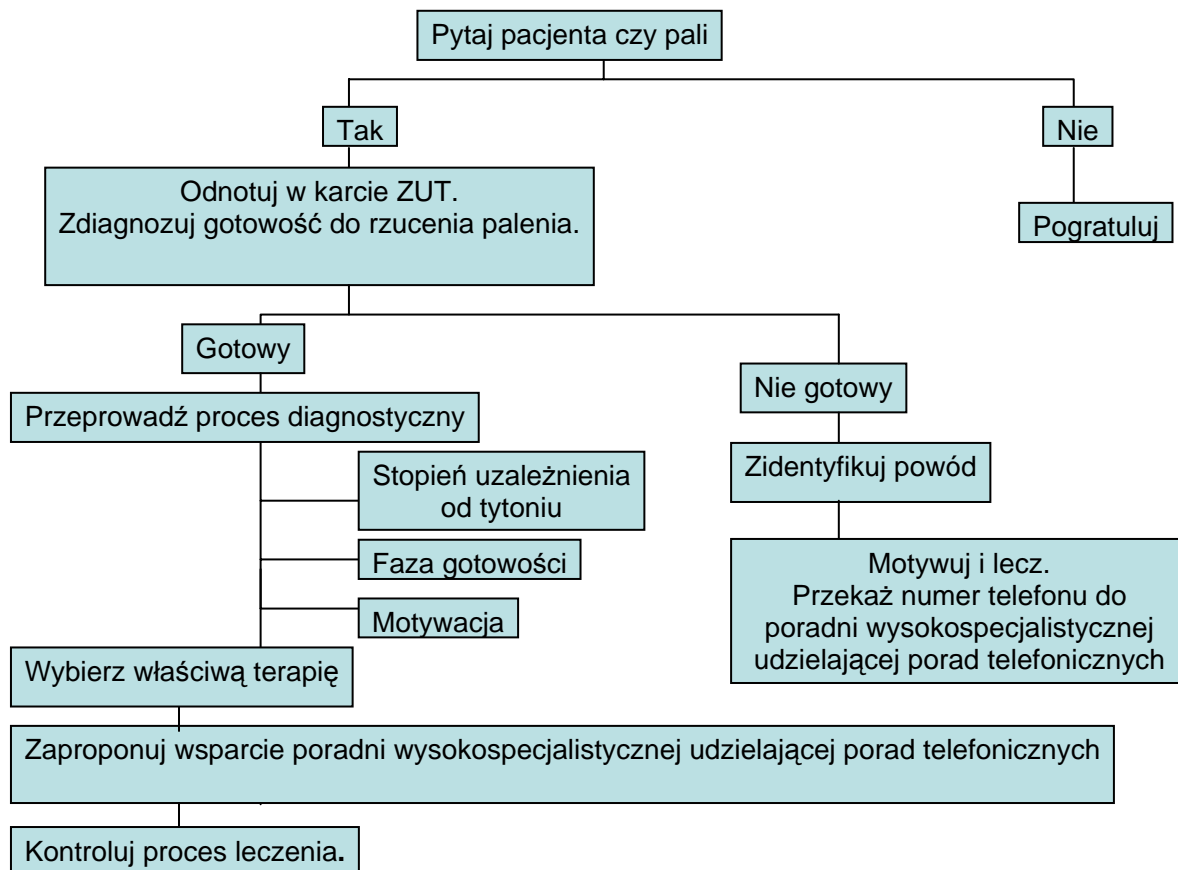 Pytaj pacjenta czy pali
Tak
Nie
Odnotuj w karcie ZUT.
Zdiagnozuj gotowość do rzucenia palenia.
Pogratuluj
Gotowy
Nie gotowy
Przeprowadź proces diagnostyczny
Zidentyfikuj powód
Stopień uzależnienia
od tytoniu
Faza gotowości
Motywacja
Motywuj i lecz.
Przekaż numer telefonu do
poradni wysokospecjalistycznej
udzielającej porad telefonicznych
Wybierz właściwą terapię
Zaproponuj wsparcie poradni wysokospecjalistycznej udzielającej porad telefonicznych
Kontroluj proces leczenia.